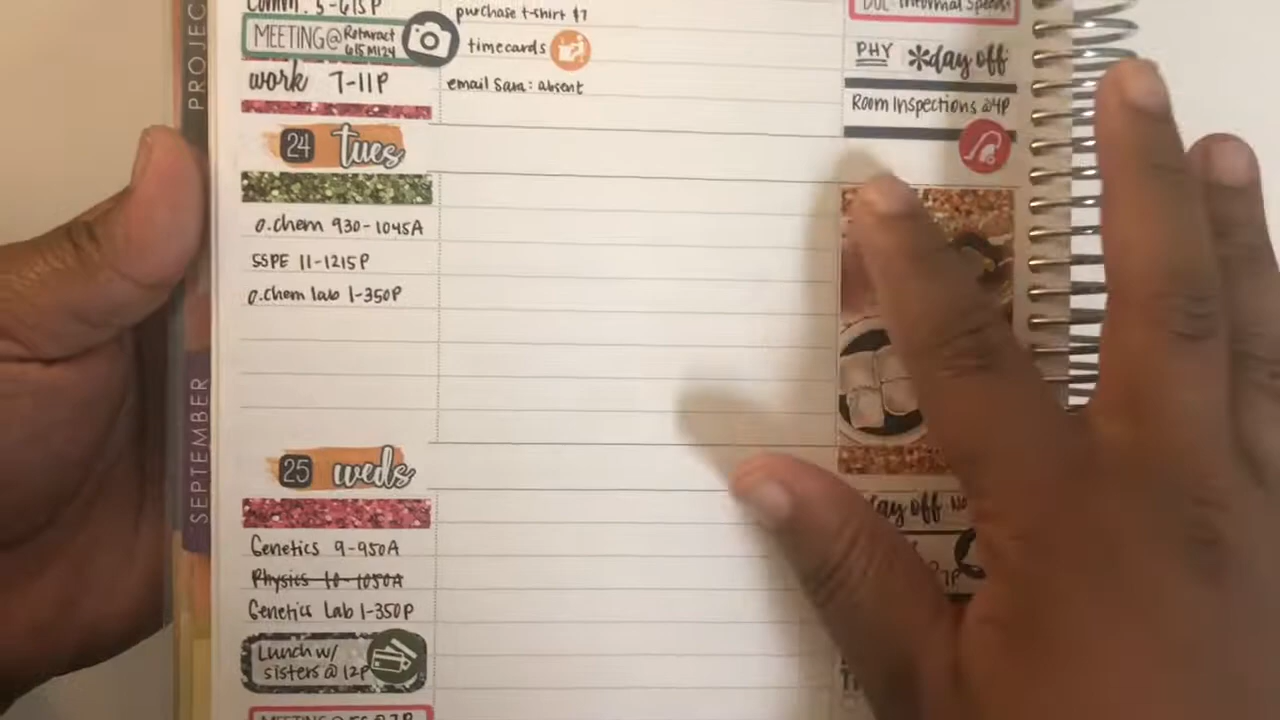 PROJEC
Comm. 5-615P
MEETING@ Rotaract
615 M124
work 7-11P
24 tues
o.chem 930-1045A
SSPE 11-1215P
o.chem lab 1-350P
SEPTEMBER
25 weds
Genetics 9-950A
Physics 10-1050A
Genetics Lab 1-350P
Lunch w/
sisters @ 12P
purchase t-shirt $7
timecards
email Sara: absent
PHY *day off
Room Inspections @4P
day off